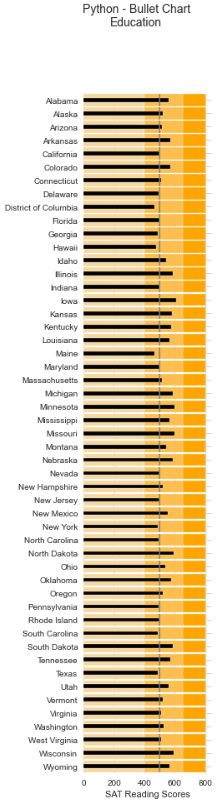 Python - Bullet Chart
Education
Alabama
Alaska
Arizona
Arkansas
California
Colorado
Connecticut
Delaware
District of Columbia
Florida
Georgia
Hawaii
Idaho
Illinois
Indiana
Iowa
Kansas
Kentucky
Louisiana
Maine
Maryland
Massachusetts
Michigan
Minnesota
Mississippi
Missouri
Montana
Nebraska
Nevada
New Hampshire
New Jersey
New Mexico
New York
North Carolina
North Dakota
Ohio
Oklahoma
Oregon
Pennsylvania
Rhode Island
South Carolina
South Dakota
Tennessee
Texas
Utah
Vermont
Virginia
Washington
West Virginia
Wisconsin
Wyoming
0 200 400 600 800
SAT Reading Scores